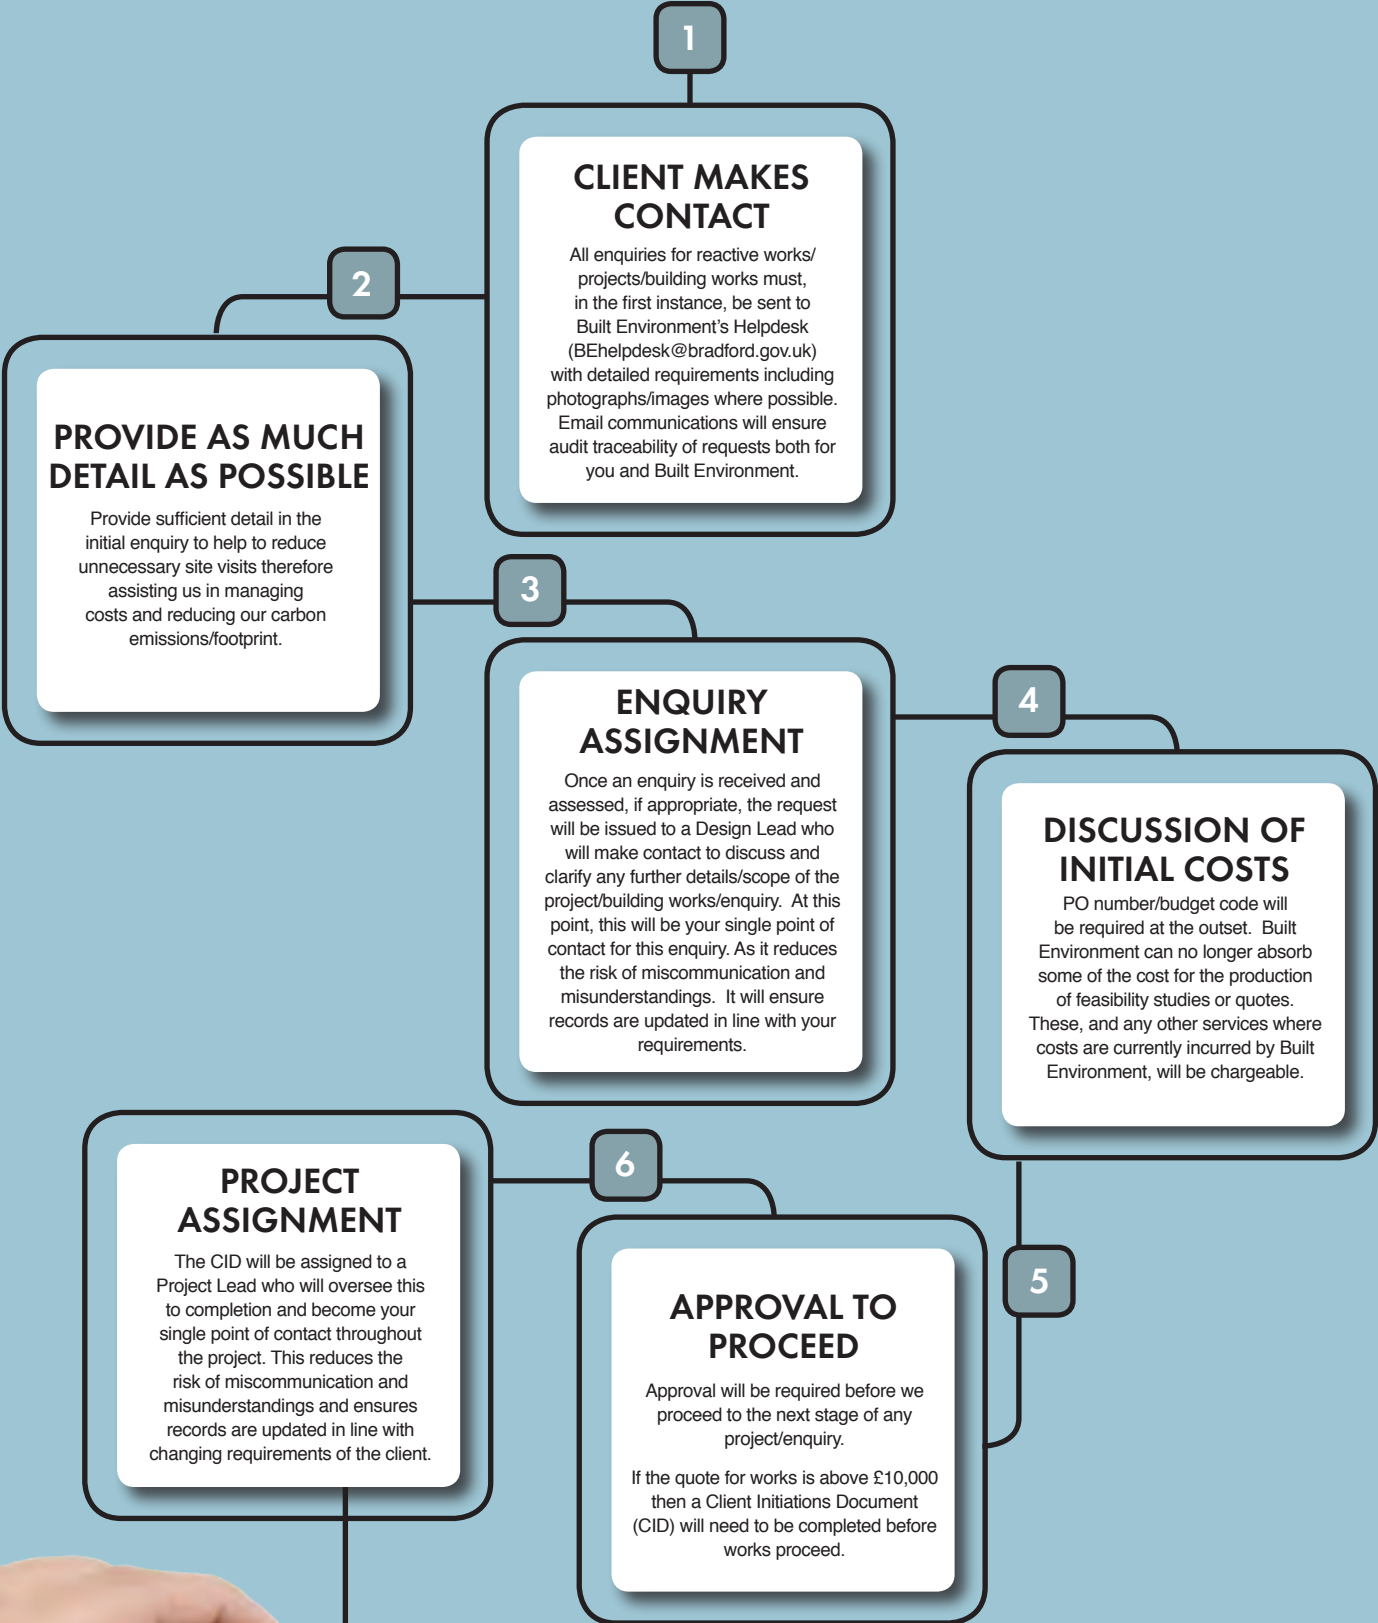 1
CLIENT MAKES
CONTACT
All enquiries for reactive works/
projects/building works must,
in the first instance, be sent to
Built Environment's Helpdesk
(BEhelpdesk@bradford.gov.uk)
with detailed requirements including
photographs/images where possible.
Email communications will ensure
audit traceability of requests both for
you and Built Environment.
2
PROVIDE AS MUCH
DETAIL AS POSSIBLE
Provide sufficient detail in the
initial enquiry to help to reduce
unnecessary site visits therefore
assisting us in managing
costs and reducing our carbon
emissions/footprint.
3
ENQUIRY
ASSIGNMENT
Once an enquiry is received and
assessed, if appropriate, the request
will be issued to a Design Lead who
will make contact to discuss and
clarify any further details/scope of the
project/building works/enquiry.  At this
point, this will be your single point of
contact for this enquiry. As it reduces
the risk of miscommunication and
misunderstandings.  It will ensure
records are updated in line with your
requirements.
4
DISCUSSION OF
INITIAL COSTS
PO number/budget code will
be required at the outset.  Built
Environment can no longer absorb
some of the cost for the production
of feasibility studies or quotes.
These, and any other services where
costs are currently incurred by Built
Environment, will be chargeable.
5
APPROVAL TO
PROCEED
Approval will be required before we
proceed to the next stage of any
project/enquiry.
If the quote for works is above £10,000
then a Client Initiations Document
(CID) will need to be completed before
works proceed.
6
PROJECT
ASSIGNMENT
The CID will be assigned to a
Project Lead who will oversee this
to completion and become your
single point of contact throughout
the project. This reduces the
risk of miscommunication and
misunderstandings and ensures
records are updated in line with
changing requirements of the client.